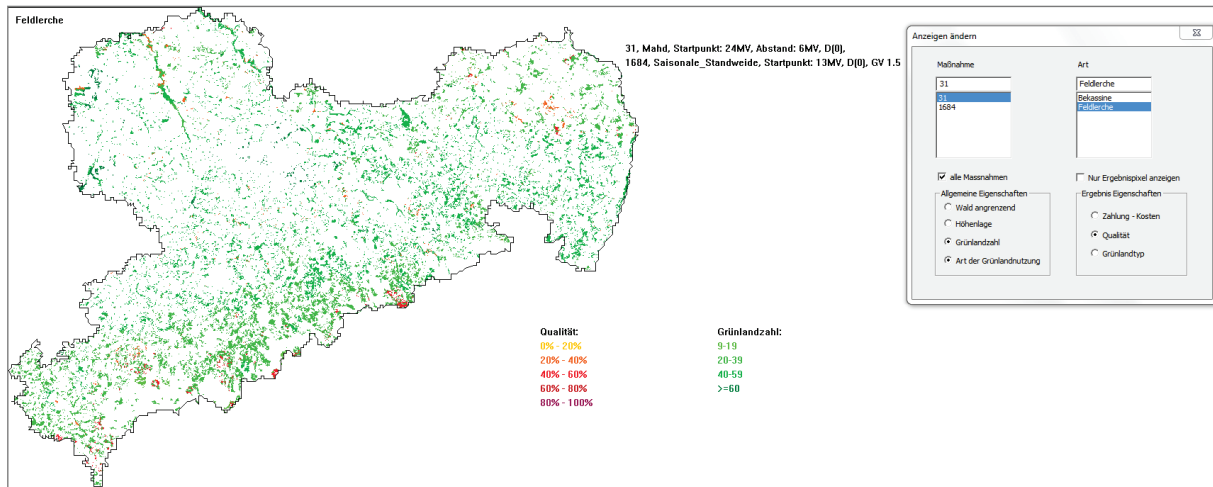 Feldlerche
31, Mahd, Startpunkt: 24MV, Abstand: 6MV, D(0),
1684, Saisonale_Standweide, Startpunkt: 13MV, D(0), GV 1.5
Qualität:
0% - 20%
20% - 40%
40% - 60%
60% - 80%
80% - 100%
Grünlandzahl:
9-19
20-39
40-59
>=60
Anzeigen ändern
Maßnahme
31
31
1684
Art
Feldlerche
Bekassine
Feldlerche
alle Massnahmen
Nur Ergebnispixel anzeigen
Allgemeine Eigenschaften
Wald angrenzend
Höhenlage
Grünlandzahl
Art der Grünlandnutzung
Ergebnis Eigenschaften
Zahlung - Kosten
Qualität
Grünlandtyp